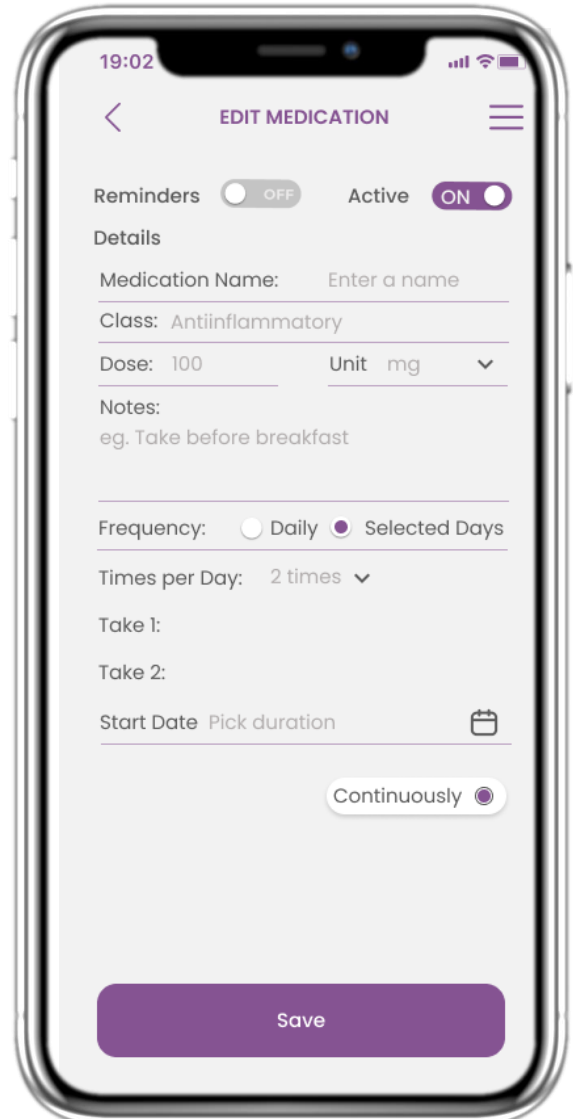 19:02
EDIT MEDICATION
Reminders OFF Active ON
Details
Medication Name: Enter a name
Class: Antiinflammatory
Dose: 100 Unit mg
Notes:
eg. Take before breakfast
Frequency: Daily Selected Days
Times per Day: 2 times
Take 1:
Take 2:
Start Date Pick duration
Continuously
Save